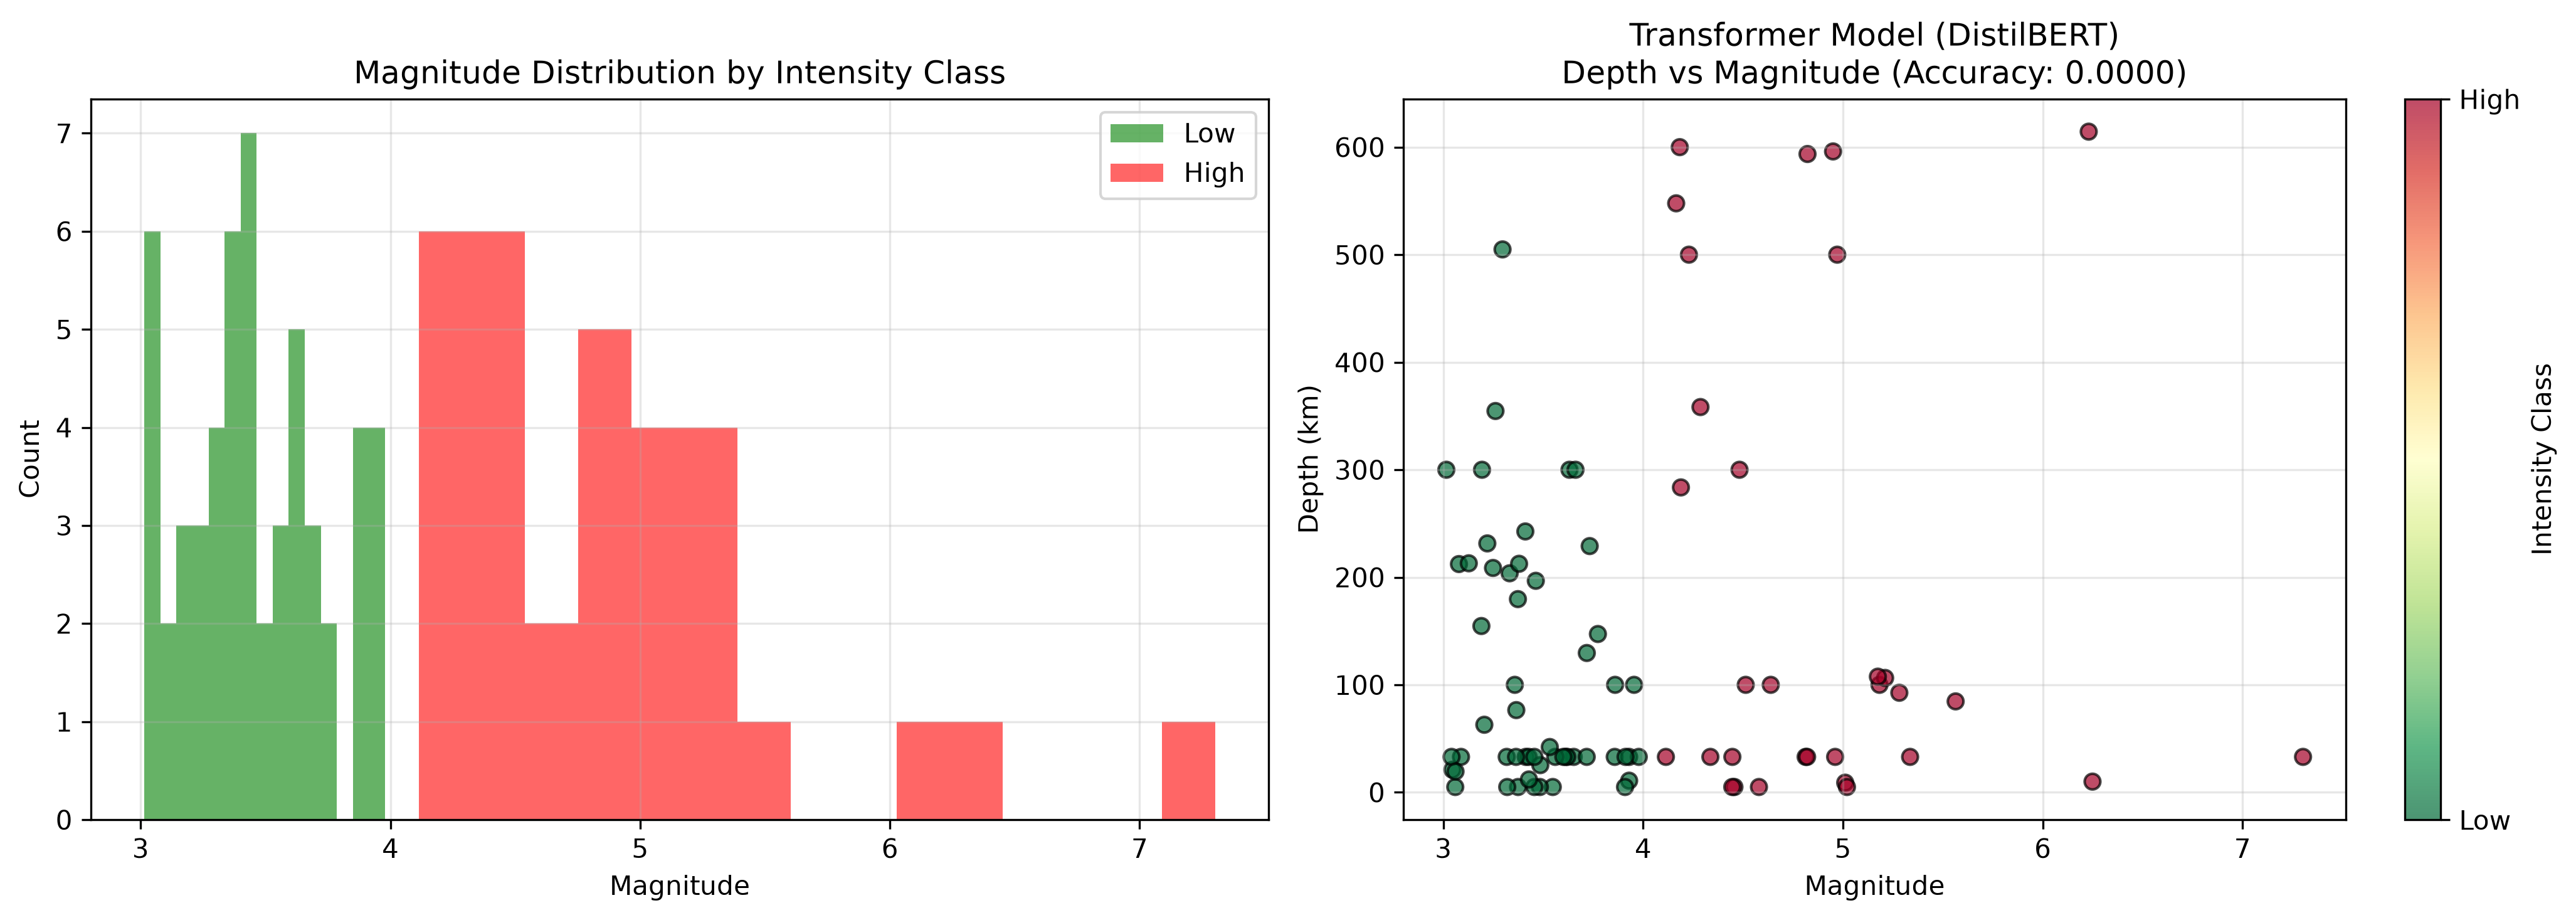 Magnitude Distribution by Intensity Class
Low
High
7
6
5
4
3
2
1
0
Count
3
4
5
6
7
Magnitude
Transformer Model (DistilBERT)
Depth vs Magnitude (Accuracy: 0.0000)
600
500
400
300
200
100
0
Depth (km)
3
4
5
6
7
Magnitude
High
Low
Intensity Class